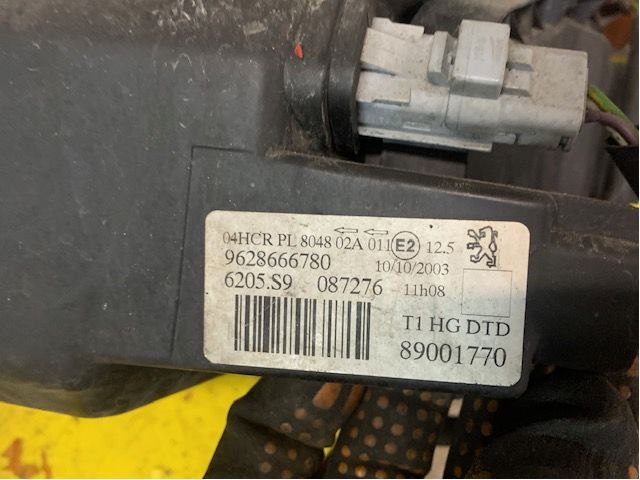 04HCR PL 8048 02A 011 E2 12.5
9628666780 10/10/2003
6205.S9 087276 11h08
T1 HG DTD
89001770